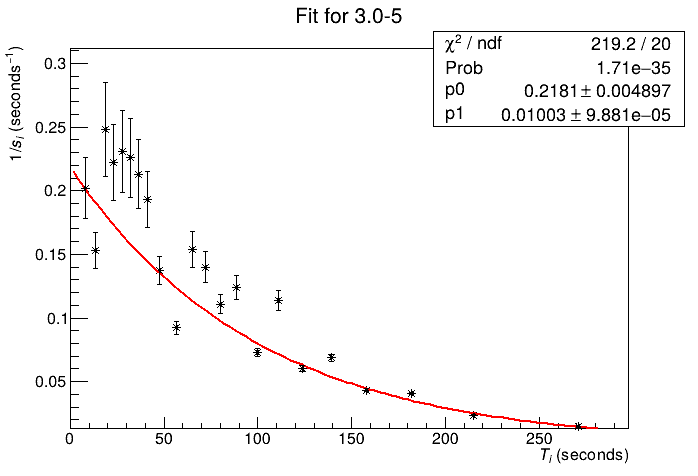 Fit for 3.0-5
χ² / ndf 219.2 / 20
Prob 1.71e−35
p0 0.2181 ± 0.004897
p1 0.01003 ± 9.881e−05
1/sᵢ (seconds⁻¹)
0.3
0.25
0.2
0.15
0.1
0.05
0 50 100 150 200 250
Tᵢ (seconds)